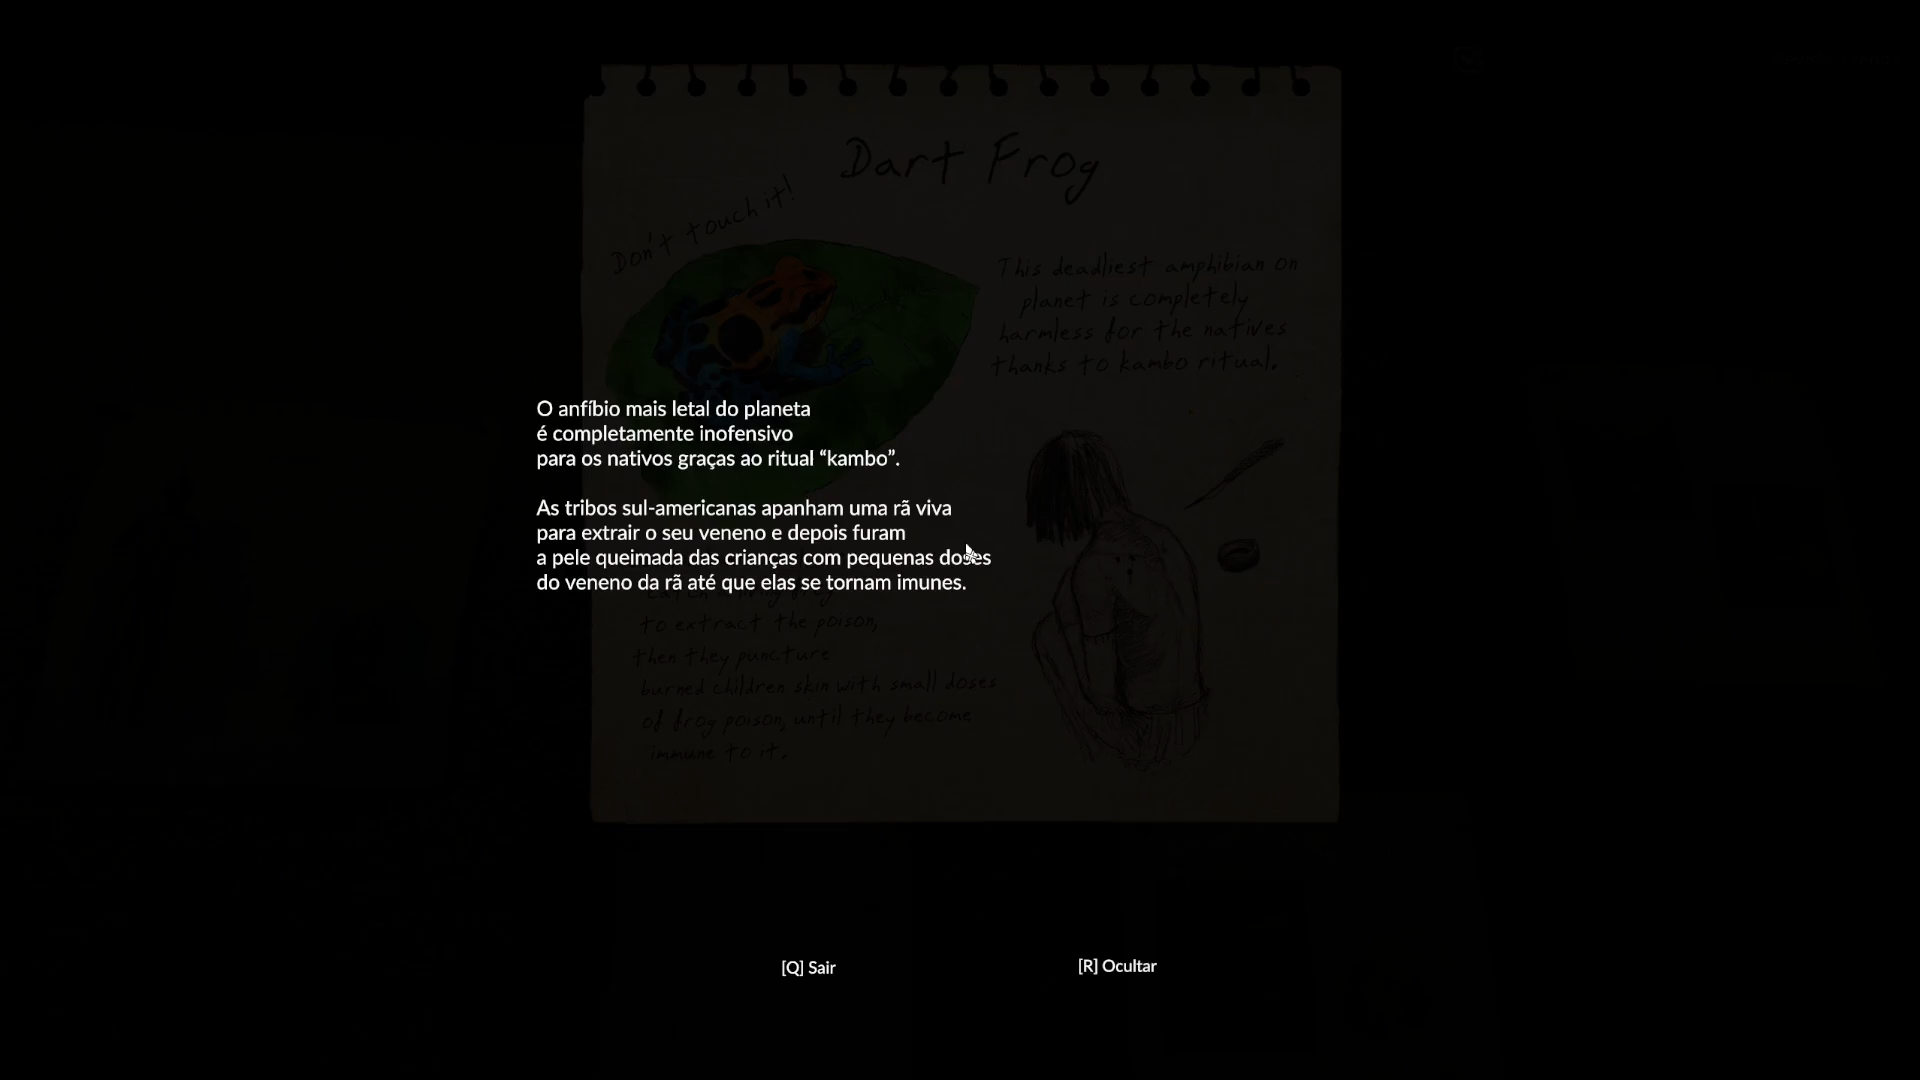 Dart Frog
Don't touch it!
This deadliest amphibian on
planet is completely
harmless for the natives
thanks to kambo ritual.
O anfíbio mais letal do planeta
é completamente inofensivo
para os nativos graças ao ritual “kambo”.
As tribos sul-americanas apanham uma rã viva
para extrair o seu veneno e depois furam
a pele queimada das crianças com pequenas doses
do veneno da rã até que elas se tornam imunes.
to extract the poison,
then they puncture
burned children skin with small doses
of frog poison, until they become
immune to it.
[Q] Sair
[R] Ocultar